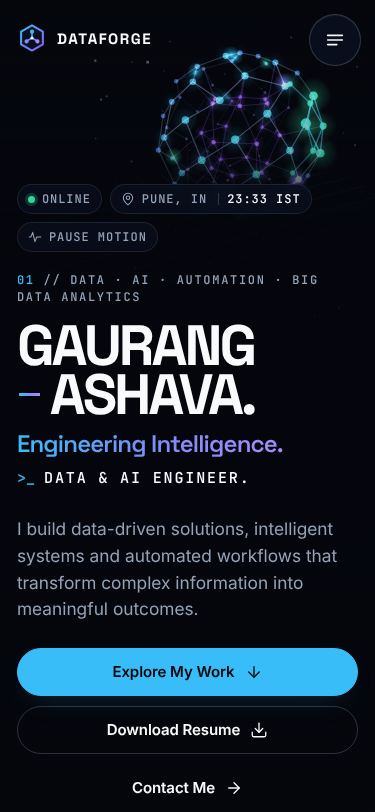 DATAFORGE
ONLINE
PUNE, IN | 23:33 IST
PAUSE MOTION
01 // DATA · AI · AUTOMATION · BIG
DATA ANALYTICS
GAURANG
– ASHAVA.
Engineering Intelligence.
>_ DATA & AI ENGINEER.
I build data-driven solutions, intelligent
systems and automated workflows that
transform complex information into
meaningful outcomes.
Explore My Work ↓
Download Resume
Contact Me →